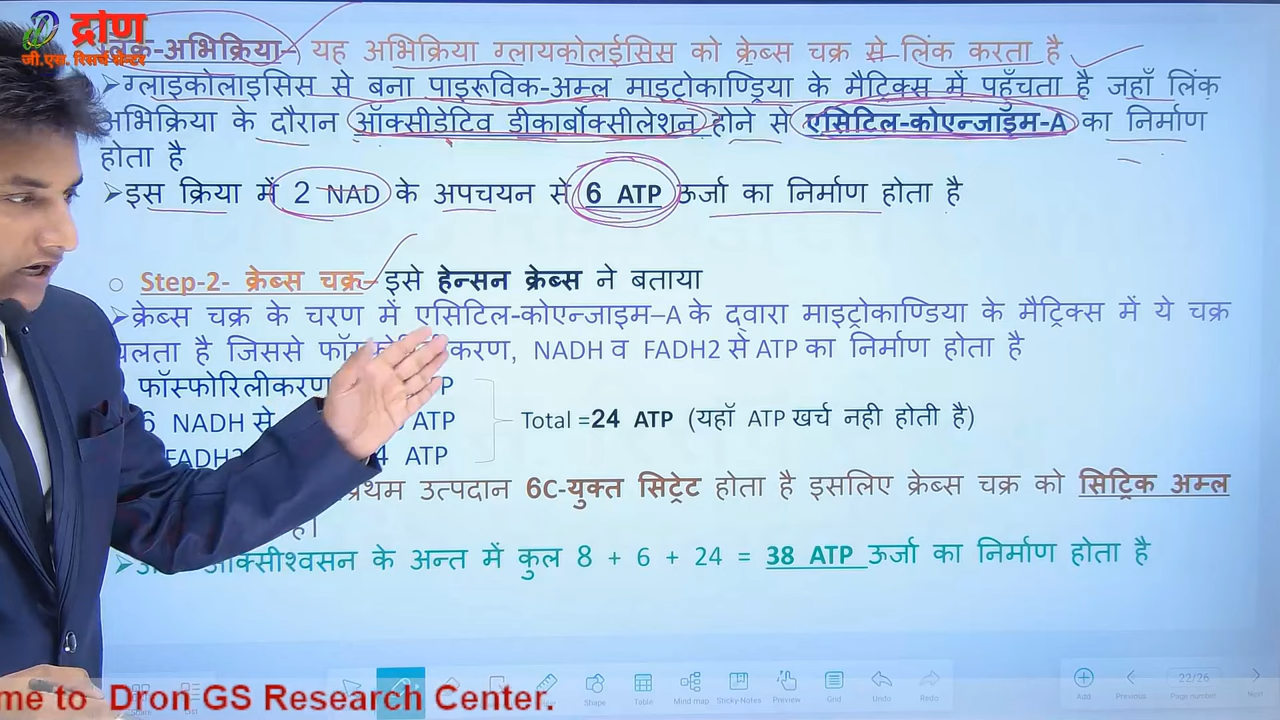 द्रोण
जी.एस. रिसर्च सेन्टर
लिंक-अभिक्रिया- यह अभिक्रिया ग्लायकोलईसिस को क्रेब्स चक्र से लिंक करता है
➢ग्लाइकोलाइसिस से बना पाइरूविक-अम्ल माइट्रोकाण्ड्रिया के मैट्रिक्स में पहुँचता है जहाँ लिंक
अभिक्रिया के दौरान ऑक्सीडेटिव डीकार्बोक्सीलेशन होने से एसिटिल-कोएन्जाइम-A का निर्माण
होता है
➢इस क्रिया में 2 NAD के अपचयन से 6 ATP ऊर्जा का निर्माण होता है
○ Step-2- क्रेब्स चक्र- इसे हेन्सन क्रेब्स ने बताया
➢क्रेब्स चक्र के चरण में एसिटिल-कोएन्जाइम–A के द्वारा माइट्रोकाण्डिया के मैट्रिक्स में ये चक्र
चलता है जिससे करण, NADH व FADH2 से ATP का निर्माण होता है
फॉस्फोरिलीकरण
6 NADH से ATP
4 ATP
Total =24 ATP (यहाँ ATP खर्च नही होती है)
प्रथम उत्पदान 6C-युक्त सिट्रेट होता है इसलिए क्रेब्स चक्र को सिट्रिक अम्ल
है।
➢ ऑक्सीश्वसन के अन्त में कुल 8 + 6 + 24 = 38 ATP ऊर्जा का निर्माण होता है
Shape Table Mind map Sticky-Notes Preview Grid Undo Redo Add Previous 22/26 Page number Next
me to Dron GS Research Center.